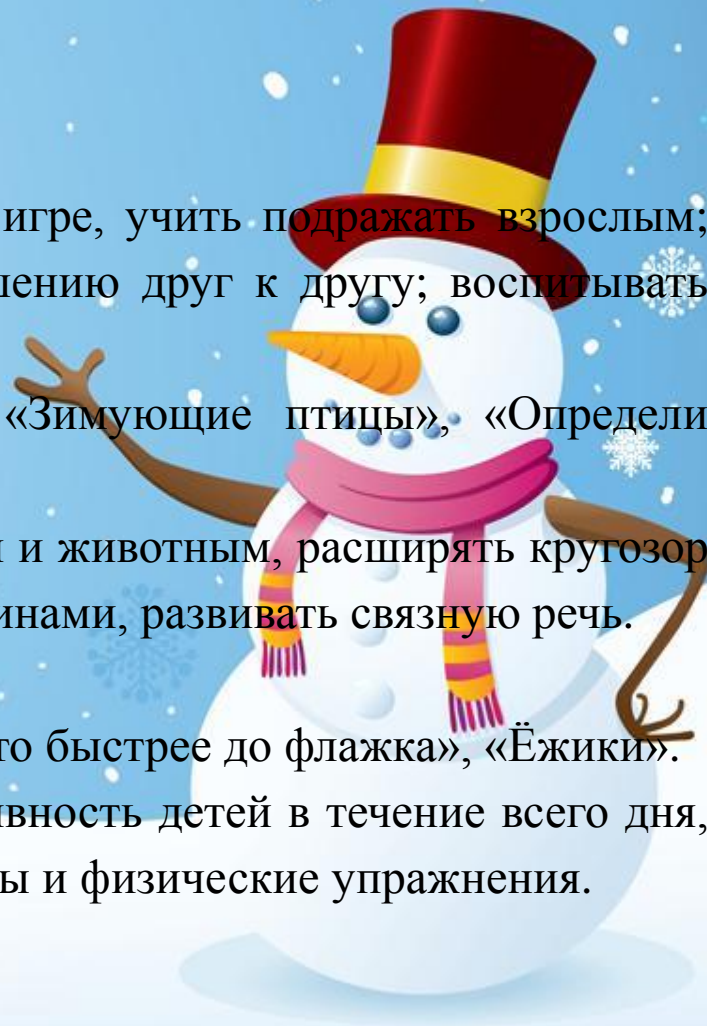 игре, учить подражать взрослым;
лению друг к другу; воспитывать
«Зимующие птицы», «Определи
и животным, расширять кругозор
инами, развивать связную речь.
то быстрее до флажка», «Ёжики».
ивность детей в течение всего дня,
ы и физические упражнения.